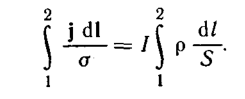 ∫₁² j dl / σ = I ∫₁² ρ dl / S.